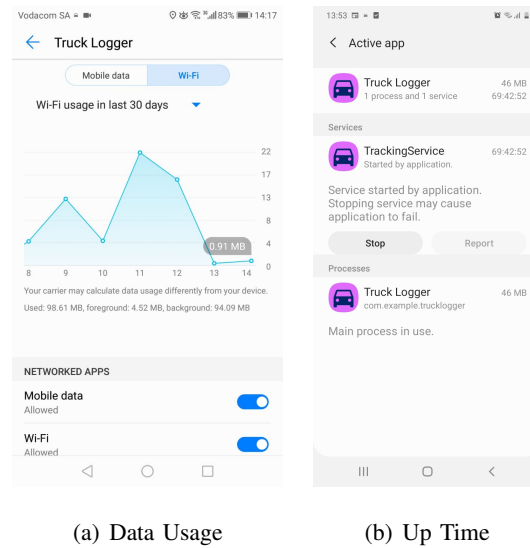 Vodacom SA
83% 14:17
Truck Logger
Mobile data Wi-Fi
Wi-Fi usage in last 30 days
22
17
13
8
4
0
0.91 MB
8 9 10 11 12 13 14
Your carrier may calculate data usage differently from your device.
Used: 98.61 MB, foreground: 4.52 MB, background: 94.09 MB
NETWORKED APPS
Mobile data
Allowed
Wi-Fi
Allowed
(a) Data Usage
13:53
Active app
Truck Logger 46 MB
1 process and 1 service 69:42:52
Services
TrackingService 69:42:52
Started by application.
Service started by application.
Stopping service may cause
application to fail.
Stop Report
Processes
Truck Logger 46 MB
com.example.trucklogger
Main process in use.
(b) Up Time